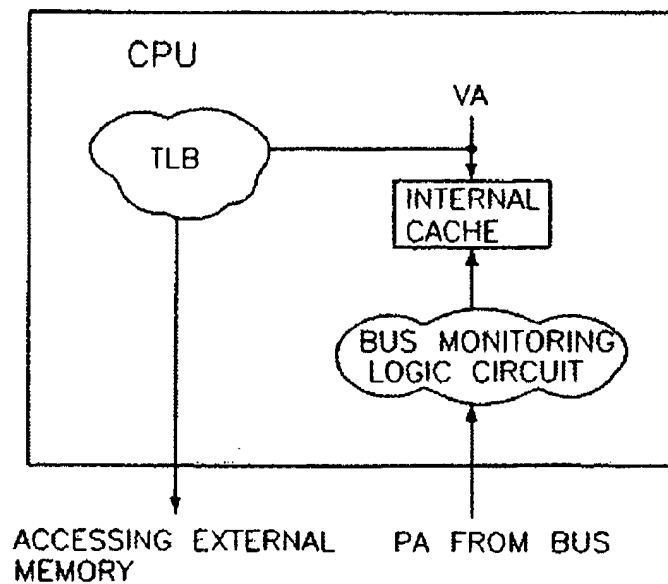 CPU
VA
TLB
INTERNAL
CACHE
BUS MONITORING
LOGIC CIRCUIT
ACCESSING EXTERNAL
MEMORY
PA FROM BUS